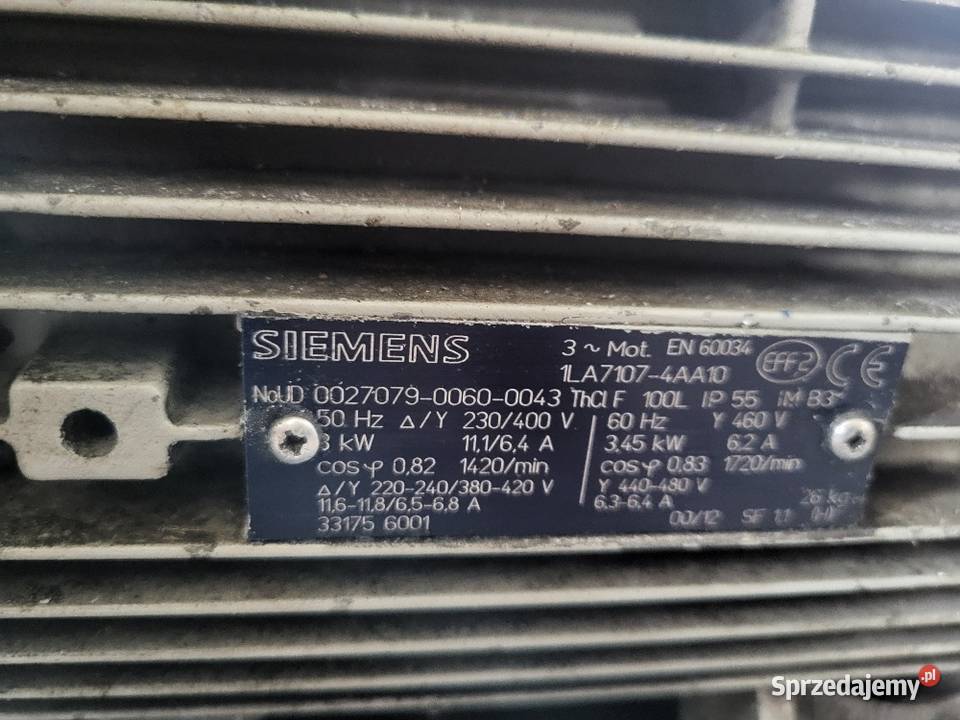 SIEMENS
3 ~ Mot. EN 60034
EFF2 CE
1LA7107-4AA10
NoUD 0027079-0060-0043 ThCl F 100L IP 55 IM B3
50 Hz Δ/Y 230/400 V
60 Hz Y 460 V
3 kW 11,1/6,4 A
3.45 kW 6.2 A
cos φ 0,82 1420/min
cos φ 0,83 1720/min
Δ/Y 220-240/380-420 V
Y 440-480 V
11,6-11,8/6,5-6,8 A
6.3-6,4 A
26 kg
33175 6001
00/12 SF 1.1 (H)
Sprzedajemy.pl